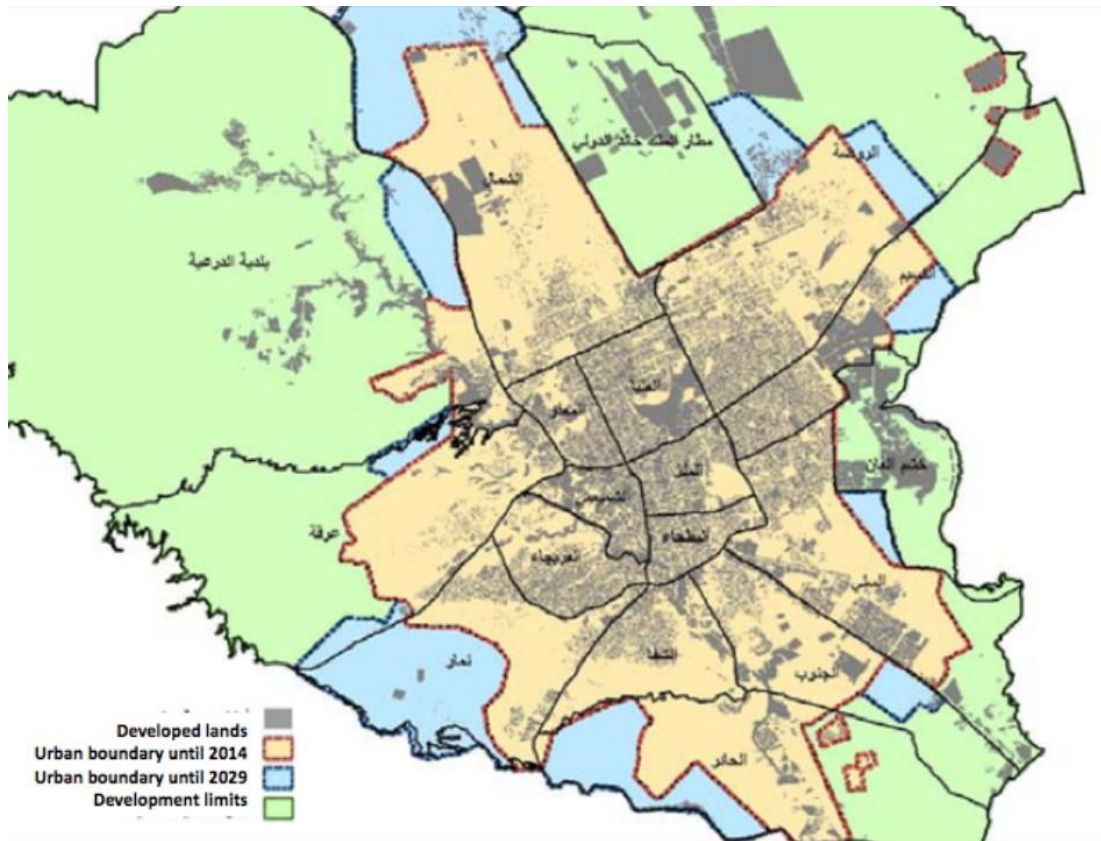 مطار الملك خالد الدولي
الروضة
الشمال
بلدية الدرعية
النسيم
العليا
المعذر
الملز
خشم العان
الشميسي
البطحاء
عرقة
العريجاء
السلي
الشفا
نمار
الجنوب
الحائر
Developed lands
Urban boundary until 2014
Urban boundary until 2029
Development limits